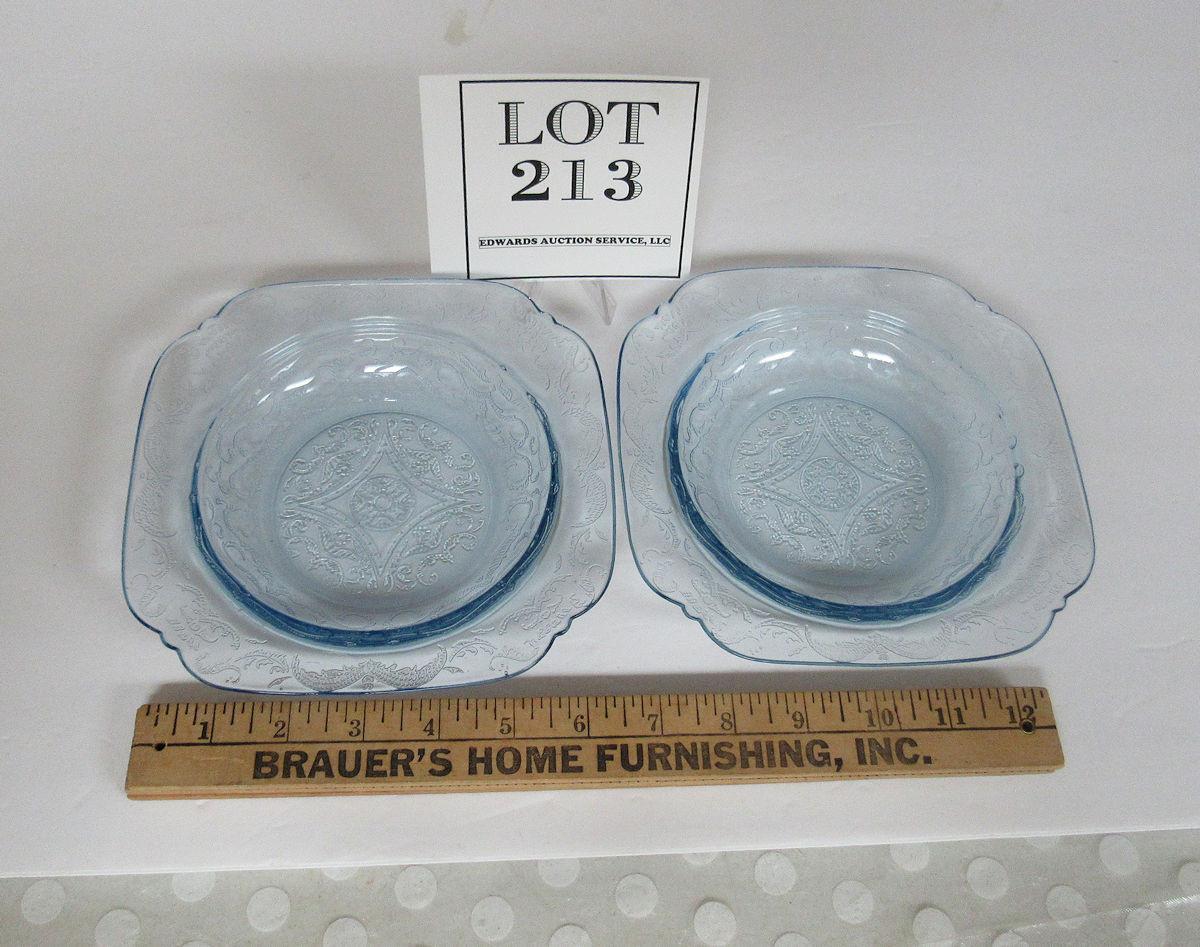 LOT
213
EDWARDS AUCTION SERVICE, LLC
1 2 3 4 5 6 7 8 9 10 11 12
BRAUER'S HOME FURNISHING, INC.